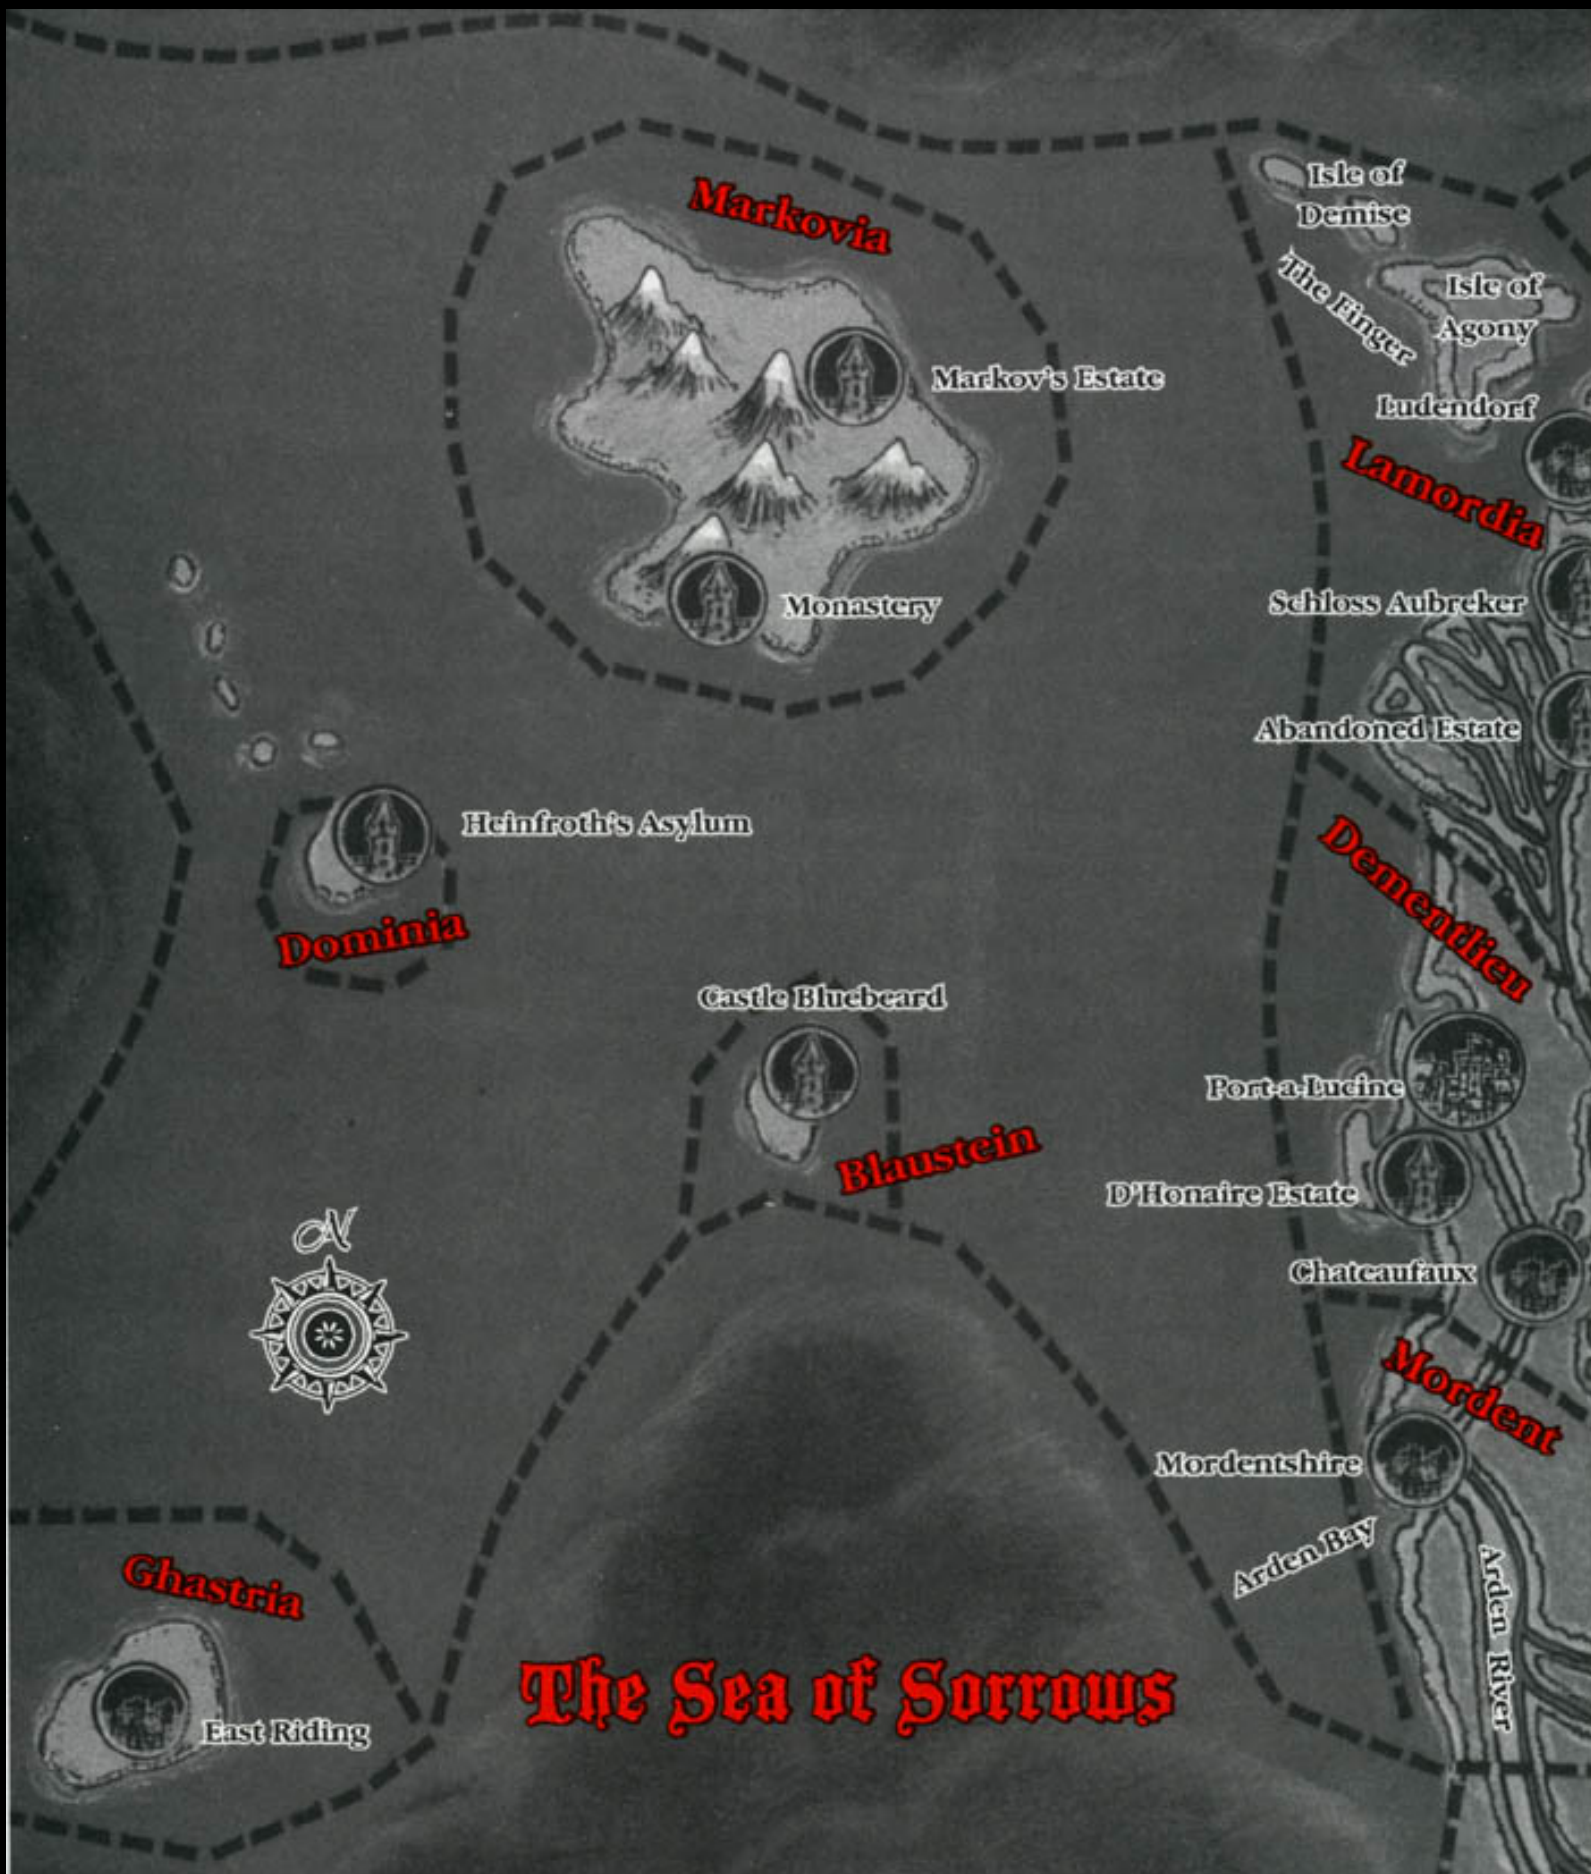 Markovia
Isle of
Demise
The Finger
Isle of
Agony
Markov's Estate
Ludendorf
Lamordia
Monastery
Schloss Aubreker
Abandoned Estate
Heinfroth's Asylum
Dementlieu
Dominia
Castle Bluebeard
Port-a-Lucine
Blaustein
D'Honaire Estate
N
Chateaufaux
Mordent
Mordentshire
Arden Bay
Arden River
Ghastria
The Sea of Sorrows
East Riding